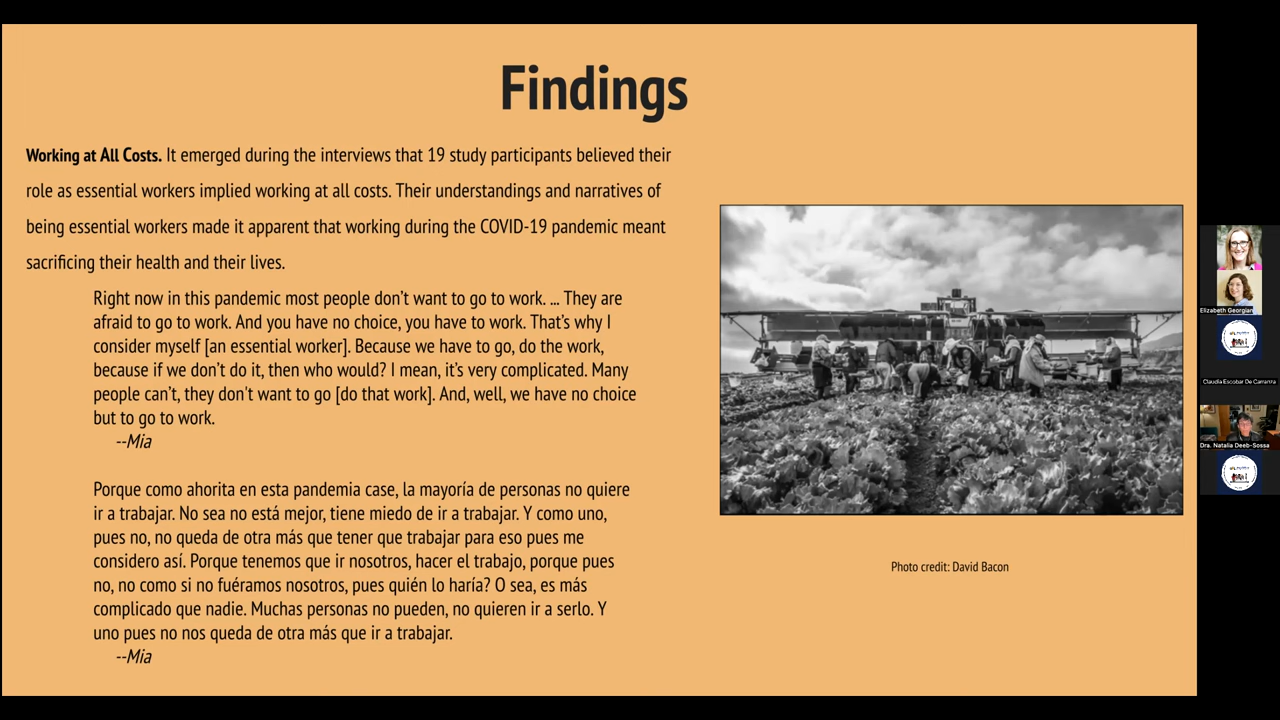 Findings
Working at All Costs. It emerged during the interviews that 19 study participants believed their
role as essential workers implied working at all costs. Their understandings and narratives of
being essential workers made it apparent that working during the COVID-19 pandemic meant
sacrificing their health and their lives.
Right now in this pandemic most people don’t want to go to work. ... They are
afraid to go to work. And you have no choice, you have to work. That’s why I
consider myself [an essential worker]. Because we have to go, do the work,
because if we don’t do it, then who would? I mean, it’s very complicated. Many
people can’t, they don't want to go [do that work]. And, well, we have no choice
but to go to work.
--Mia
Porque como ahorita en esta pandemia case, la mayoría de personas no quiere
ir a trabajar. No sea no está mejor, tiene miedo de ir a trabajar. Y como uno,
pues no, no queda de otra más que tener que trabajar para eso pues me
considero así. Porque tenemos que ir nosotros, hacer el trabajo, porque pues
no, no como si no fuéramos nosotros, pues quién lo haría? O sea, es más
complicado que nadie. Muchas personas no pueden, no quieren ir a serlo. Y
uno pues no nos queda de otra más que ir a trabajar.
--Mia
Photo credit: David Bacon
Elizabeth Georgian
Claudia Escobar De Carranza
Dra. Natalia Deeb-Sossa